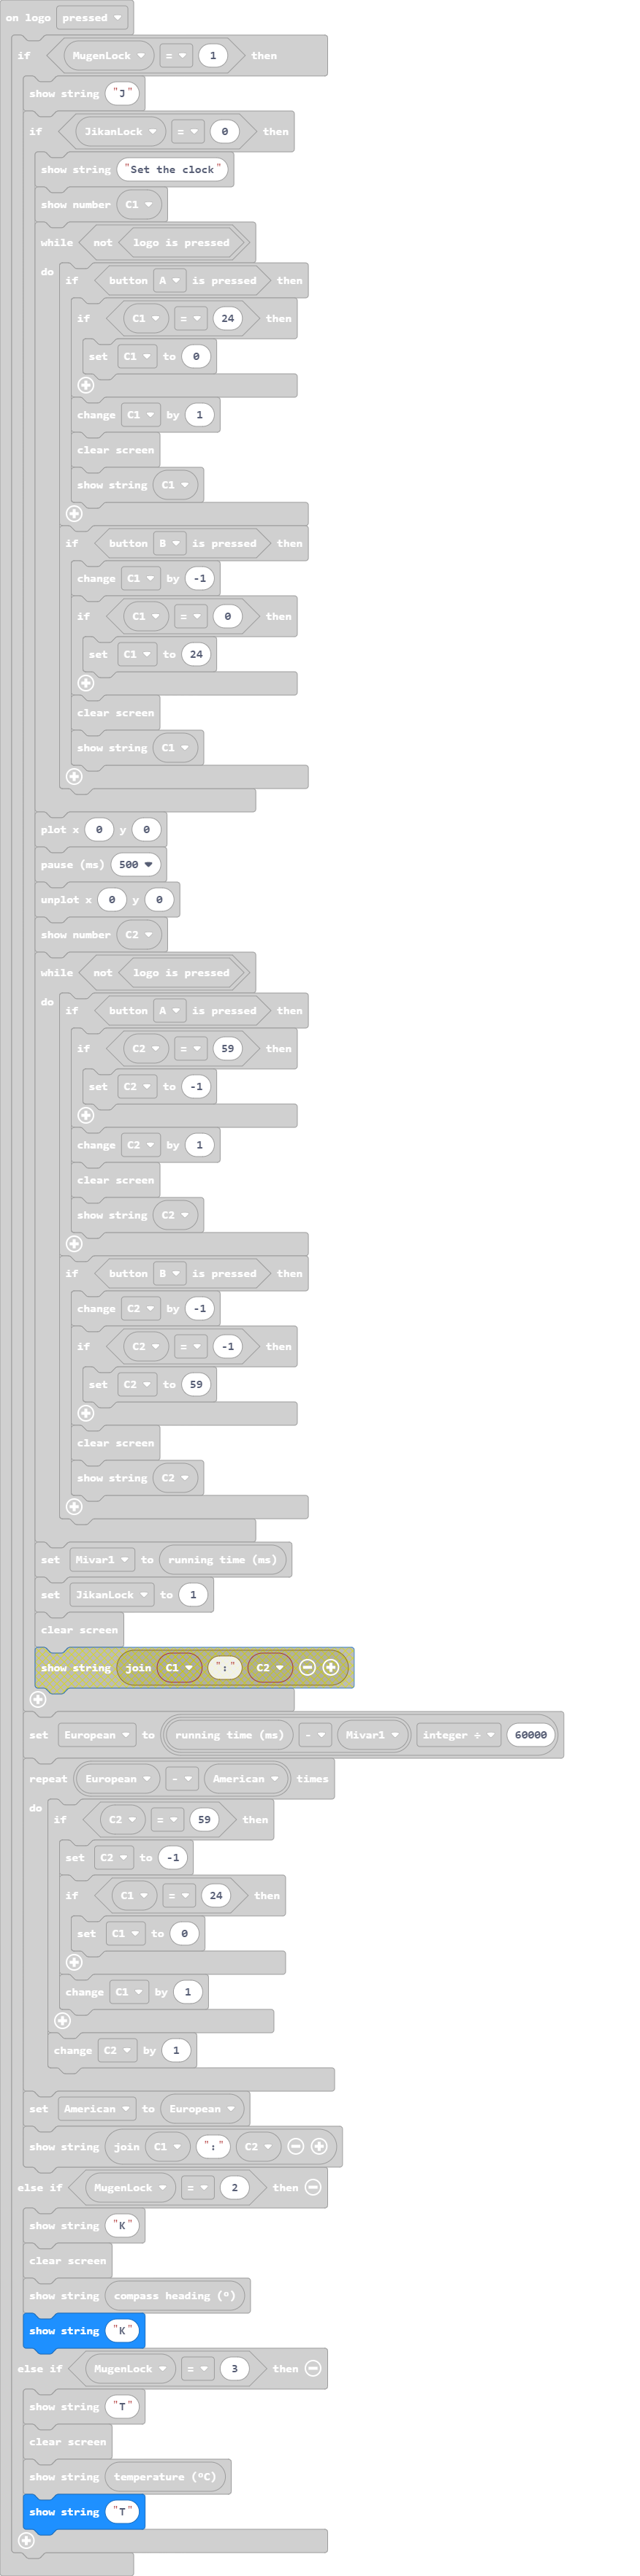 on logo pressed
if MugenLock = 1 then
show string "J"
if JikanLock = 0 then
show string "Set the clock"
show number C1
while not logo is pressed
do if button A is pressed then
if C1 = 24 then
set C1 to 0
change C1 by 1
clear screen
show string C1
if button B is pressed then
change C1 by -1
if C1 = 0 then
set C1 to 24
clear screen
show string C1
plot x 0 y 0
pause (ms) 500
unplot x 0 y 0
show number C2
while not logo is pressed
do if button A is pressed then
if C2 = 59 then
set C2 to -1
change C2 by 1
clear screen
show string C2
if button B is pressed then
change C2 by -1
if C2 = -1 then
set C2 to 59
clear screen
show string C2
set Mivarl to running time (ms)
set JikanLock to 1
clear screen
show string join C1 ":" C2
set European to running time (ms) - Mivarl integer ÷ 60000
repeat European - American times
do if C2 = 59 then
set C2 to -1
if C1 = 24 then
set C1 to 0
change C1 by 1
change C2 by 1
set American to European
show string join C1 ":" C2
else if MugenLock = 2 then
show string "K"
clear screen
show string compass heading (°)
show string "K"
else if MugenLock = 3 then
show string "T"
clear screen
show string temperature (°C)
show string "T"